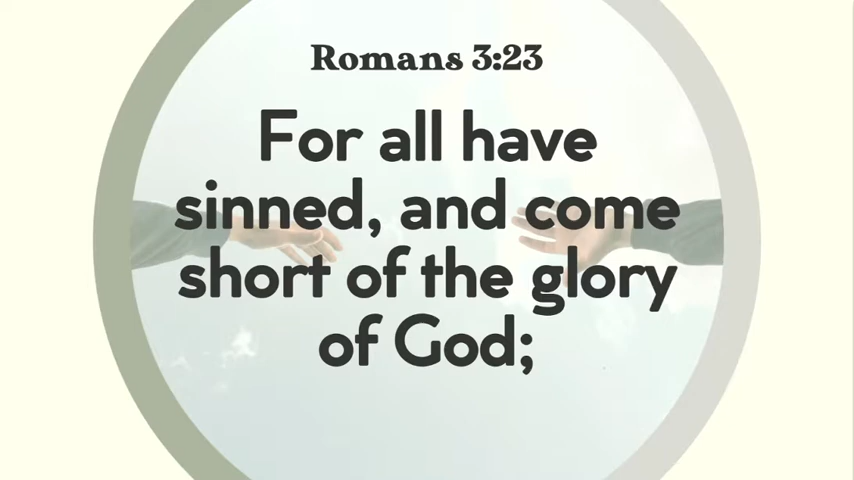 Romans 3:23
For all have
sinned, and come
short of the glory
of God;